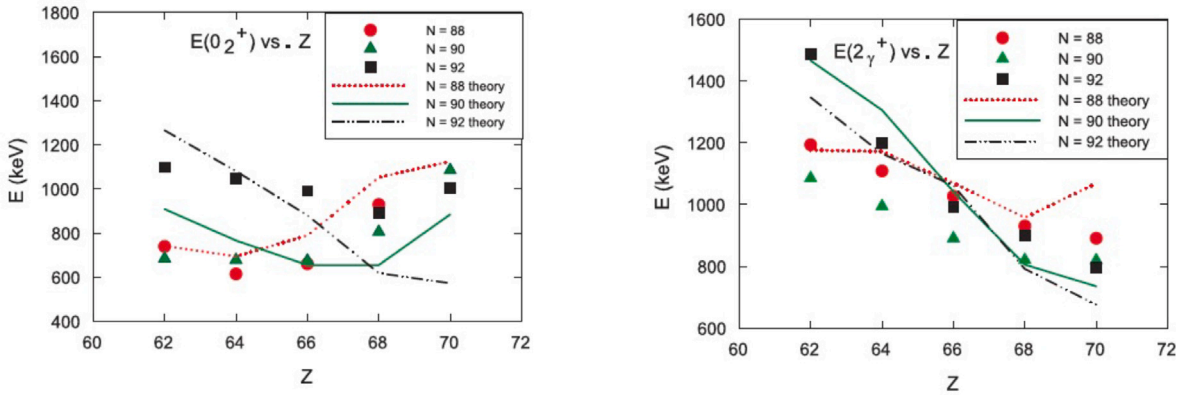 1800
1600
1400
1200
1000
800
600
400
E (keV)
E(0₂⁺) vs. Z
N = 88
N = 90
N = 92
N = 88 theory
N = 90 theory
N = 92 theory
60 62 64 66 68 70 72
Z
1600
1400
1200
1000
800
600
E (keV)
E(2γ⁺) vs. Z
N = 88
N = 90
N = 92
N = 88 theory
N = 90 theory
N = 92 theory
60 62 64 66 68 70 72
Z